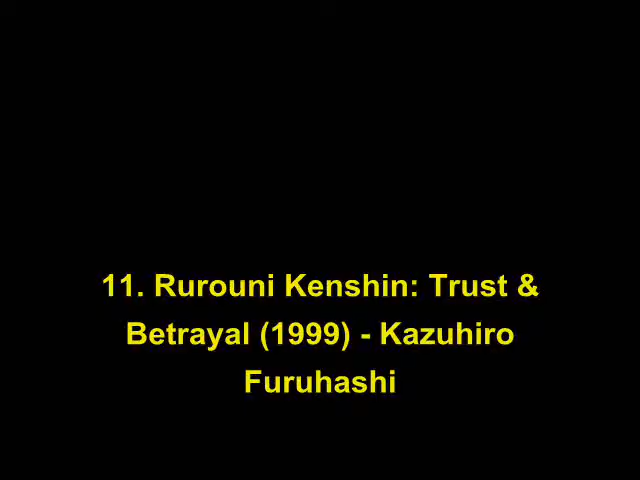 11. Rurouni Kenshin: Trust &
Betrayal (1999) - Kazuhiro
Furuhashi